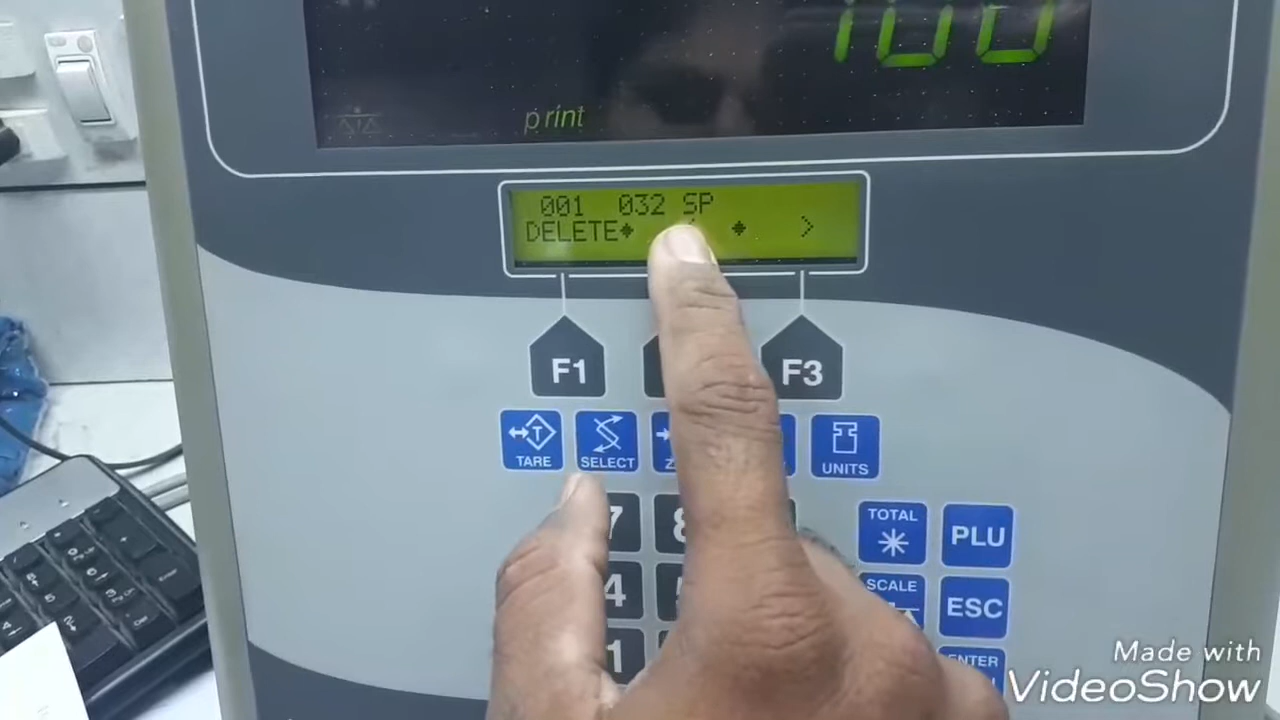 100
print
001 032 SP
DELETE
>
F1 F3
TARE SELECT UNITS
7 8
TOTAL PLU
4
SCALE ESC
1
ENTER
Made with
VideoShow